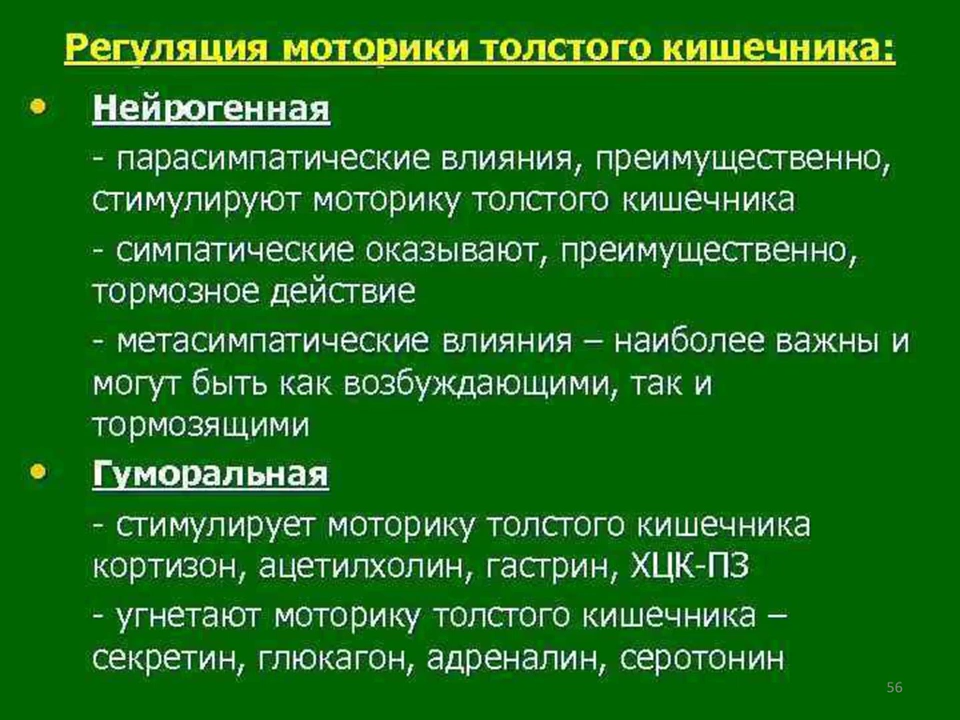 Регуляция моторики толстого кишечника:
• Нейрогенная
- парасимпатические влияния, преимущественно,
стимулируют моторику толстого кишечника
- симпатические оказывают, преимущественно,
тормозное действие
- метасимпатические влияния – наиболее важны и
могут быть как возбуждающими, так и
тормозящими
• Гуморальная
- стимулирует моторику толстого кишечника
кортизон, ацетилхолин, гастрин, ХЦК-ПЗ
- угнетают моторику толстого кишечника –
секретин, глюкагон, адреналин, серотонин
56